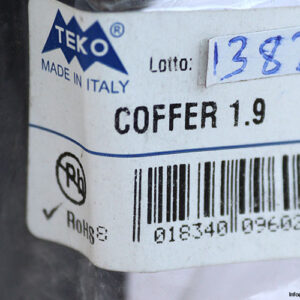 TEKO ®
MADE IN ITALY
Lotto: 1382
COFFER 1.9
Pb
RoHS
018340 09602